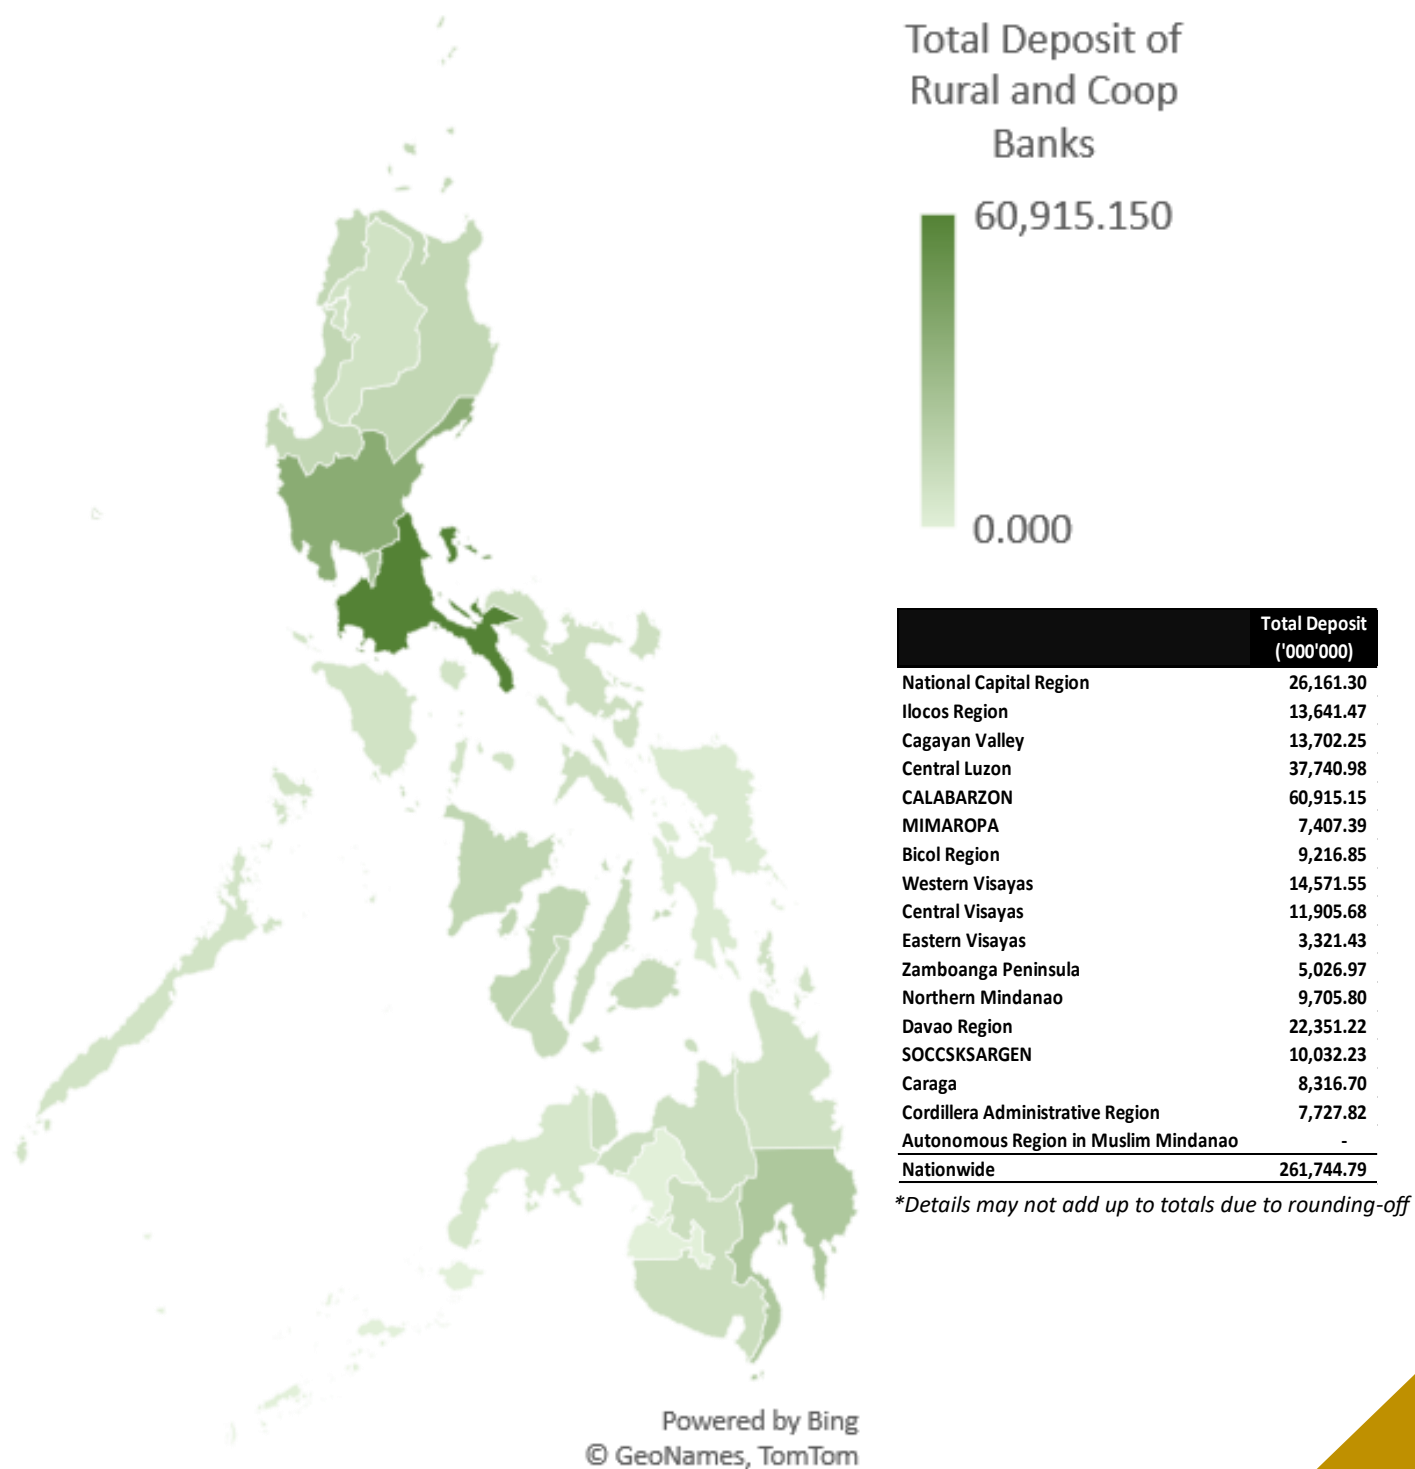 Total Deposit of
Rural and Coop
Banks
60,915.150
0.000
Total Deposit
('000'000)
National Capital Region 26,161.30
Ilocos Region 13,641.47
Cagayan Valley 13,702.25
Central Luzon 37,740.98
CALABARZON 60,915.15
MIMAROPA 7,407.39
Bicol Region 9,216.85
Western Visayas 14,571.55
Central Visayas 11,905.68
Eastern Visayas 3,321.43
Zamboanga Peninsula 5,026.97
Northern Mindanao 9,705.80
Davao Region 22,351.22
SOCCSKSARGEN 10,032.23
Caraga 8,316.70
Cordillera Administrative Region 7,727.82
Autonomous Region in Muslim Mindanao -
Nationwide 261,744.79
*Details may not add up to totals due to rounding-off
Powered by Bing
© GeoNames, TomTom